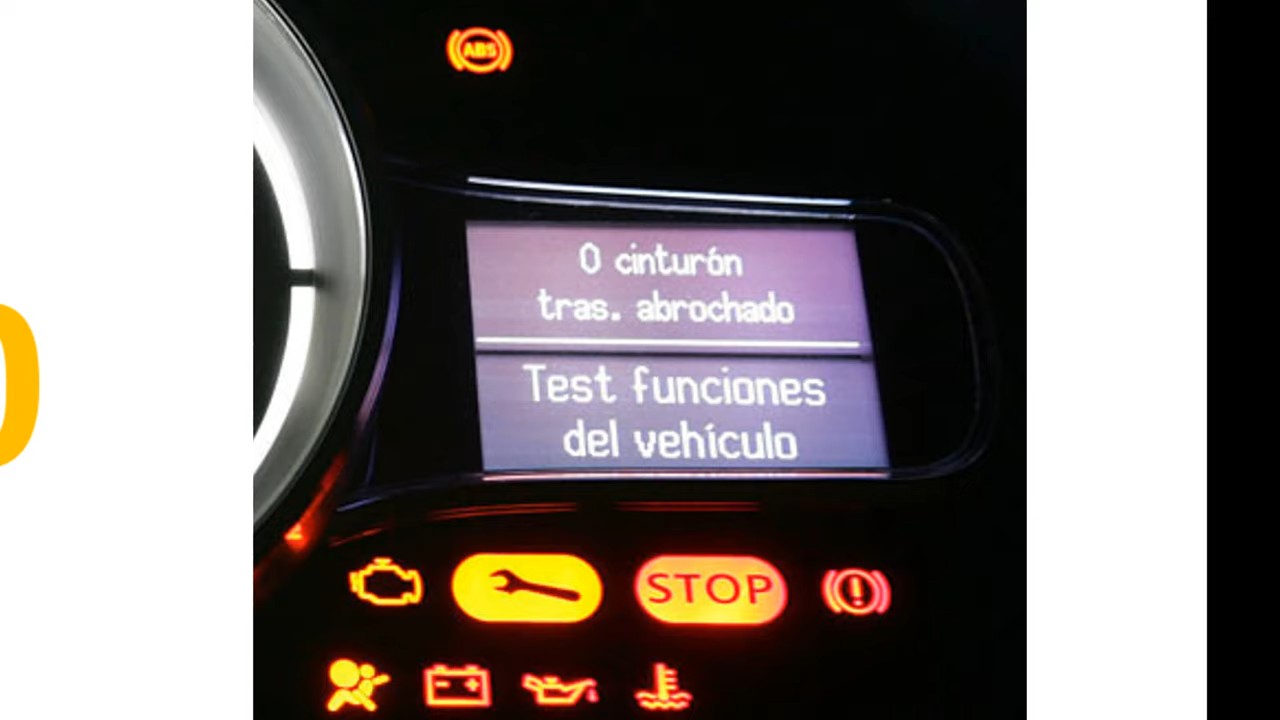 ABS
0 cinturón
tras. abrochado
Test funciones
del vehículo
STOP